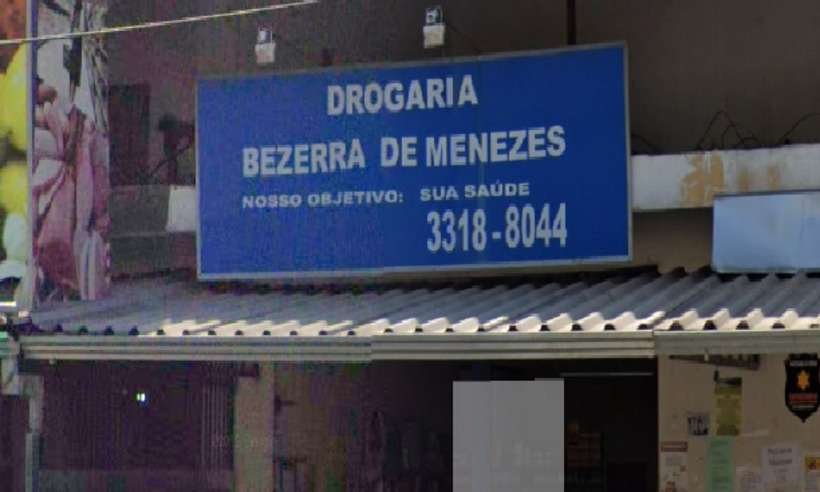 DROGARIA
BEZERRA DE MENEZES
NOSSO OBJETIVO: SUA SAÚDE
3318-8044